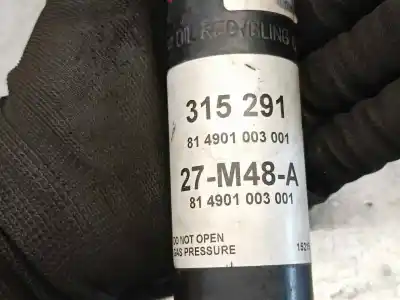 OIL RECYCLING
315 291
81 4901 003 001
27-M48-A
81 4901 003 001
DO NOT OPEN
GAS PRESSURE